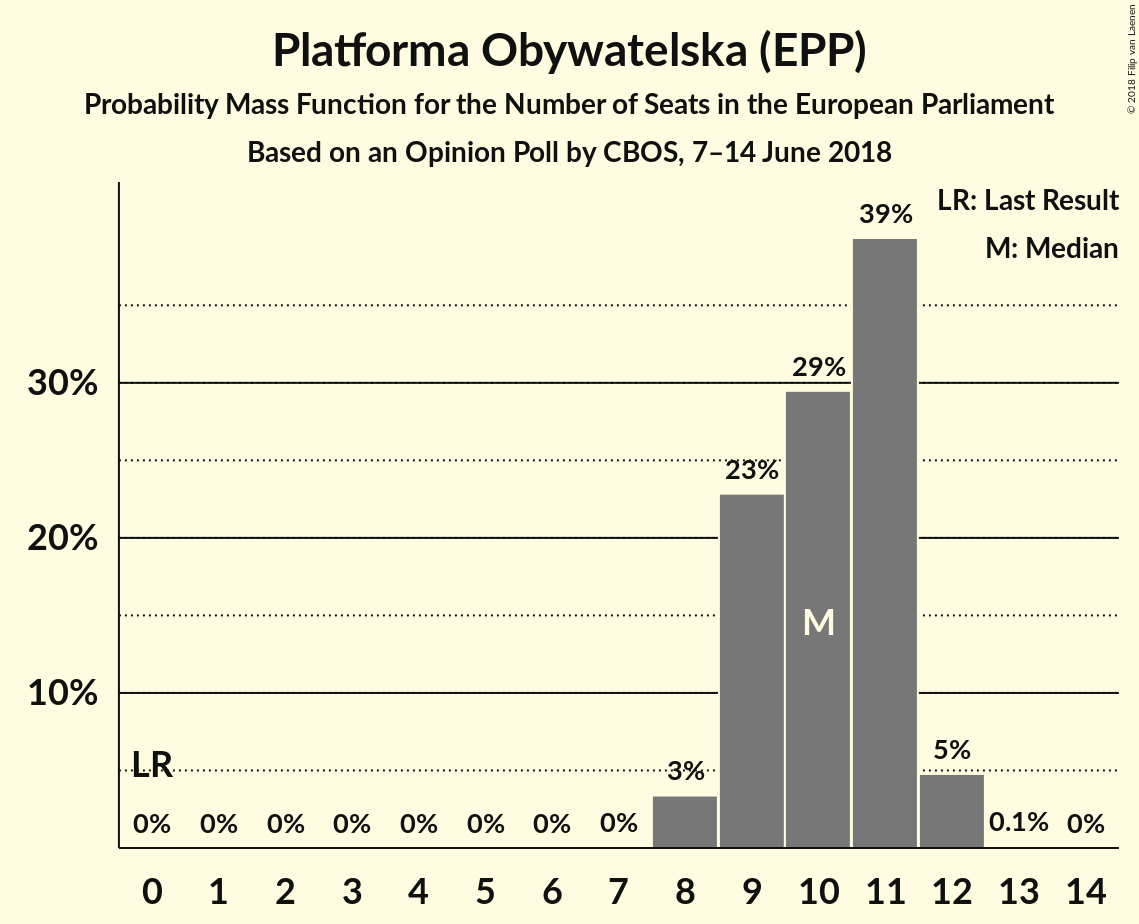 Platforma Obywatelska (EPP)
Probability Mass Function for the Number of Seats in the European Parliament
Based on an Opinion Poll by CBOS, 7–14 June 2018
© 2018 Filip van Laenen
LR: Last Result
M: Median
39%
30%
29%
23%
20%
M
10%
LR
5%
3%
0% 0% 0% 0% 0% 0% 0% 0% 0.1% 0%
0 1 2 3 4 5 6 7 8 9 10 11 12 13 14